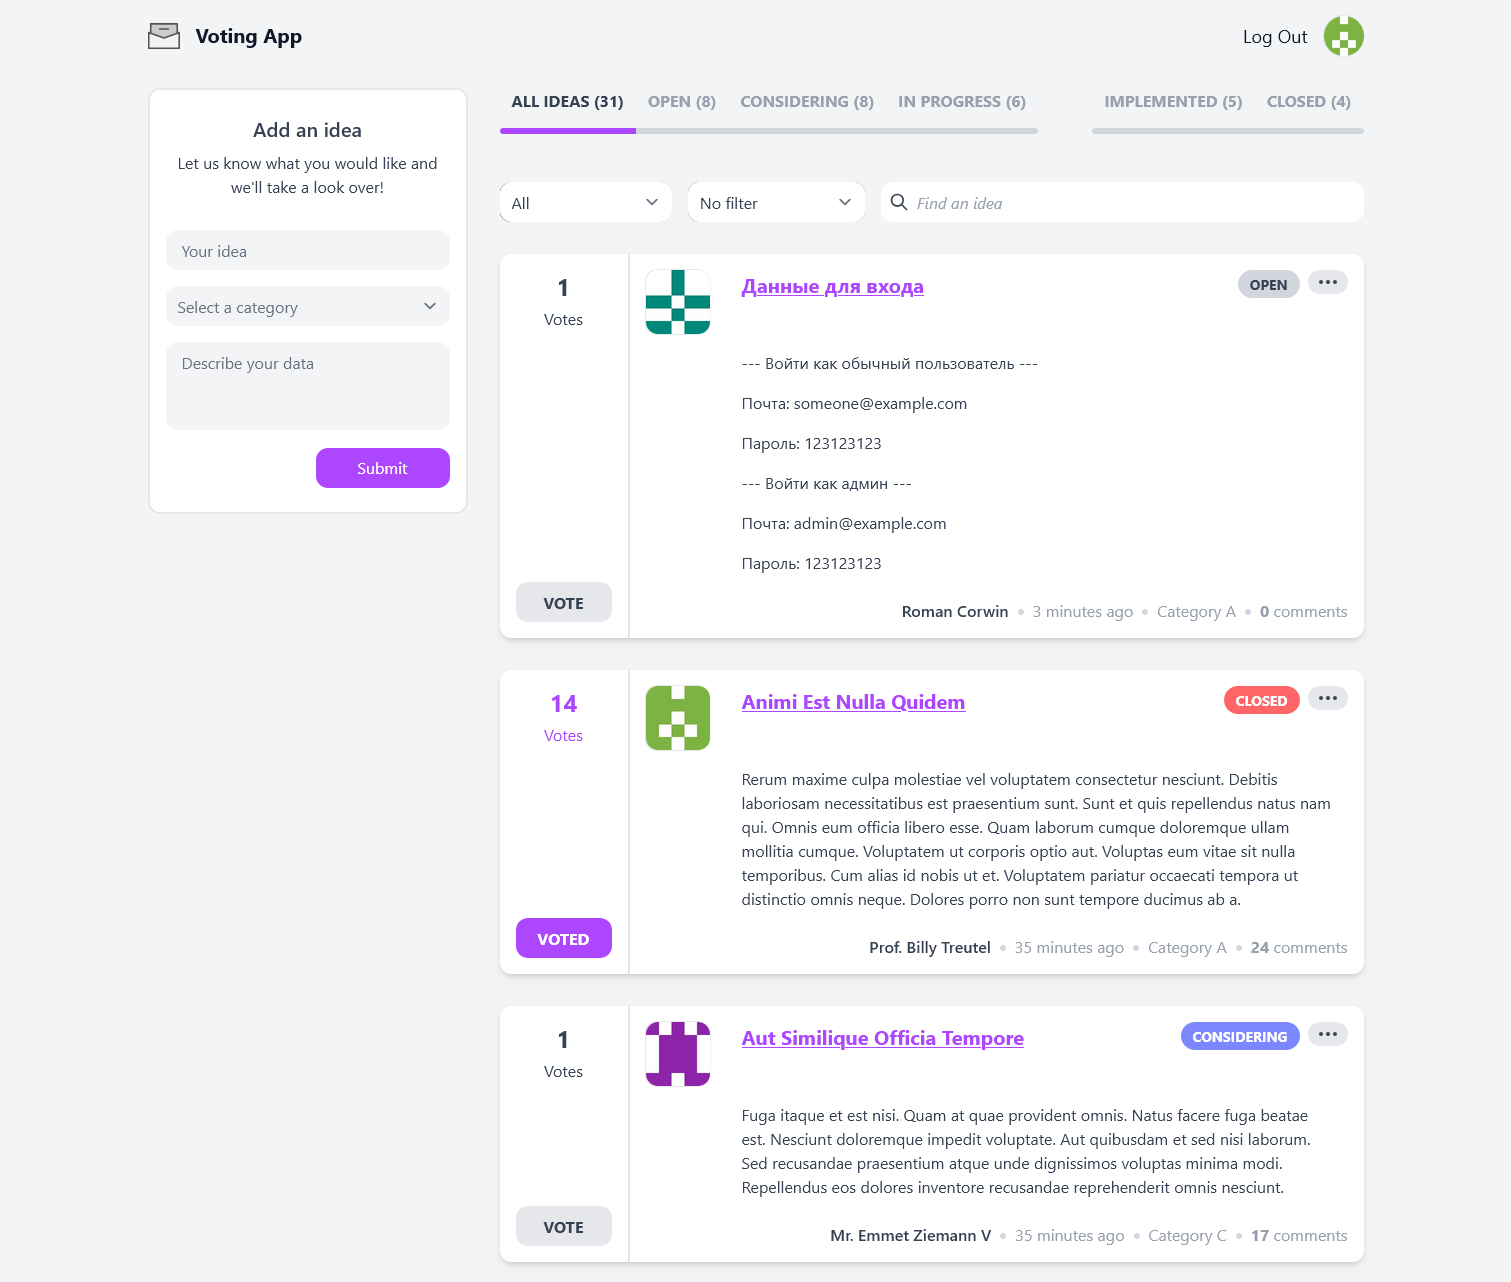 Voting App
Log Out
Add an idea
Let us know what you would like and
we'll take a look over!
Your idea
Select a category
Describe your data
Submit
ALL IDEAS (31)
OPEN (8)
CONSIDERING (8)
IN PROGRESS (6)
IMPLEMENTED (5)
CLOSED (4)
All
No filter
Find an idea
1
Votes
VOTE
Данные для входа
OPEN
--- Войти как обычный пользователь ---
Почта: someone@example.com
Пароль: 123123123
--- Войти как админ ---
Почта: admin@example.com
Пароль: 123123123
Roman Corwin • 3 minutes ago • Category A • 0 comments
14
Votes
VOTED
Animi Est Nulla Quidem
CLOSED
Rerum maxime culpa molestiae vel voluptatem consectetur nesciunt. Debitis
laboriosam necessitatibus est praesentium sunt. Sunt et quis repellendus natus nam
qui. Omnis eum officia libero esse. Quam laborum cumque doloremque ullam
mollitia cumque. Voluptatem ut corporis optio aut. Voluptas eum vitae sit nulla
temporibus. Cum alias id nobis ut et. Voluptatem pariatur occaecati tempora ut
distinctio omnis neque. Dolores porro non sunt tempore ducimus ab a.
Prof. Billy Treutel • 35 minutes ago • Category A • 24 comments
1
Votes
VOTE
Aut Similique Officia Tempore
CONSIDERING
Fuga itaque et est nisi. Quam at quae provident omnis. Natus facere fuga beatae
est. Nesciunt doloremque impedit voluptate. Aut quibusdam et sed nisi laborum.
Sed recusandae praesentium atque unde dignissimos voluptas minima modi.
Repellendus eos dolores inventore recusandae reprehenderit omnis nesciunt.
Mr. Emmet Ziemann V • 35 minutes ago • Category C • 17 comments